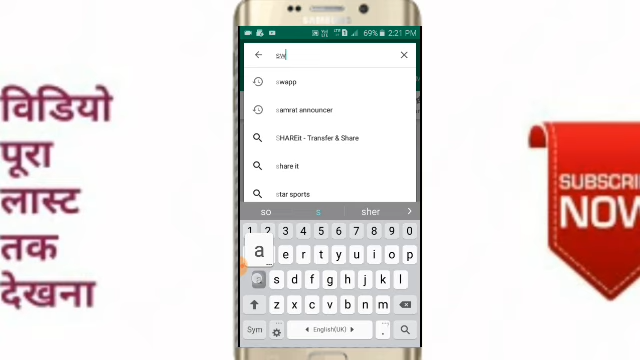 विडियो
पूरा
लास्ट
तक
देखना
SAMSUNG
69% 2:21 PM
sw
swapp
samrat announcer
SHAREit - Transfer & Share
share it
star sports
so s sher
1 2 3 4 5 6 7 8 9 0
a
e r t y u i o p
s d f g h j k l
z x c v b n m
Sym English(UK) .
SUBSCRI
NOW